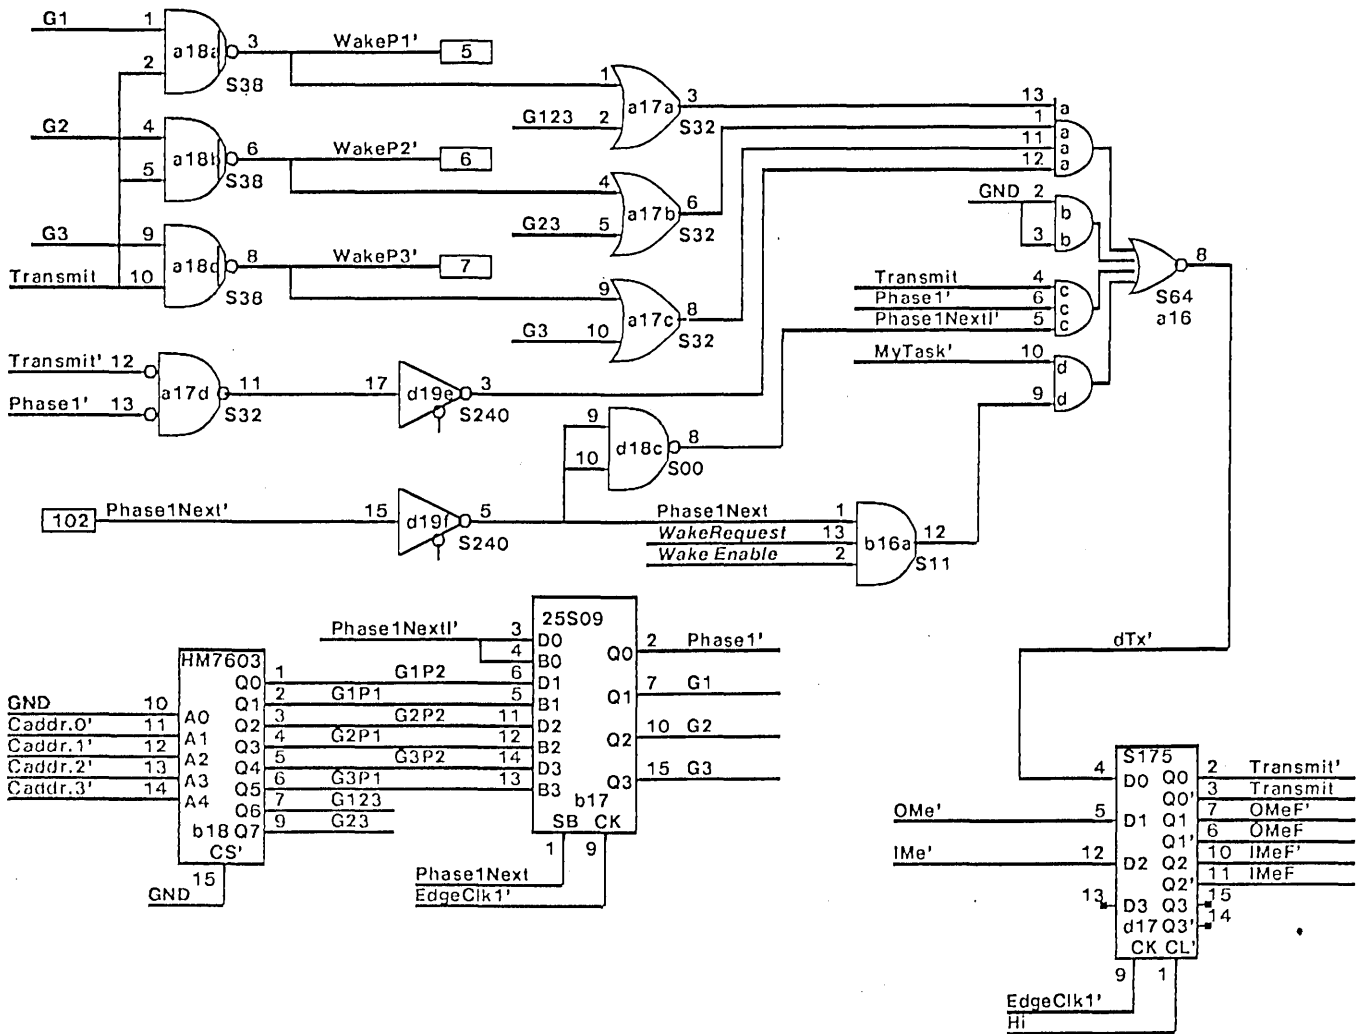 G1 1
a18a 3 WakeP1' 5
2 S38
G2 4
a18b 6 WakeP2' 6
5 S38
G3 9
a18d 8 WakeP3' 7
Transmit 10 S38
1 a17a 3
G123 2 S32
4 a17b 6
G23 5 S32
9 a17c 8
G3 10 S32
13 a
1 a
11 a
12 a
GND 2 b
3 b
Transmit 4 c
Phase1' 6 c
Phase1NextI' 5 c
MyTask' 10 d
9 d
8
S64
a16
Transmit' 12
a17d 11
Phase1' 13 S32
17 d19e 3
S240
9 d18c 8
10 S00
102 Phase1Next' 15 d19f 5
S240
Phase1Next 1
WakeRequest 13 b16a 12
Wake Enable 2 S11
dTx'
HM7603
GND 10 A0
Caddr.0' 11 A1
Caddr.1' 12 A2
Caddr.2' 13 A3
Caddr.3' 14 A4
Q0 1 G1P2
Q1 2 G1P1
Q2 3 G2P2
Q3 4 G2P1
Q4 5 G3P2
Q5 6 G3P1
Q6 7 G123
b18 Q7 9 G23
CS'
15
GND
25S09
Phase1NextI' 3 D0
4 B0
6 D1
5 B1
11 D2
12 B2
14 D3
13 B3
Q0 2 Phase1'
Q1 7 G1
Q2 10 G2
Q3 15 G3
b17
SB CK
1 9
Phase1Next
EdgeClk1'
S175
4 D0
OMe' 5 D1
IMe' 12 D2
13 D3
Q0 2 Transmit'
Q0' 3 Transmit
Q1 7 OMeF'
Q1' 6 OMeF
Q2 10 IMeF'
Q2' 11 IMeF
Q3 15
d17 Q3' 14
CK CL'
9 1
EdgeClk1'
Hi